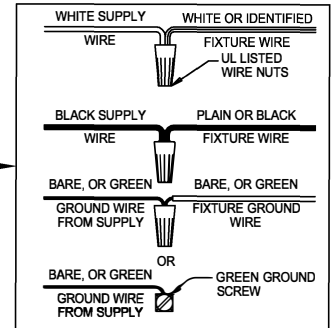 WHITE SUPPLY WHITE OR IDENTIFIED
WIRE FIXTURE WIRE
UL LISTED
WIRE NUTS
BLACK SUPPLY PLAIN OR BLACK
WIRE FIXTURE WIRE
BARE, OR GREEN BARE, OR GREEN
GROUND WIRE FIXTURE GROUND
FROM SUPPLY WIRE
OR
BARE, OR GREEN GREEN GROUND
SCREW
GROUND WIRE
FROM SUPPLY